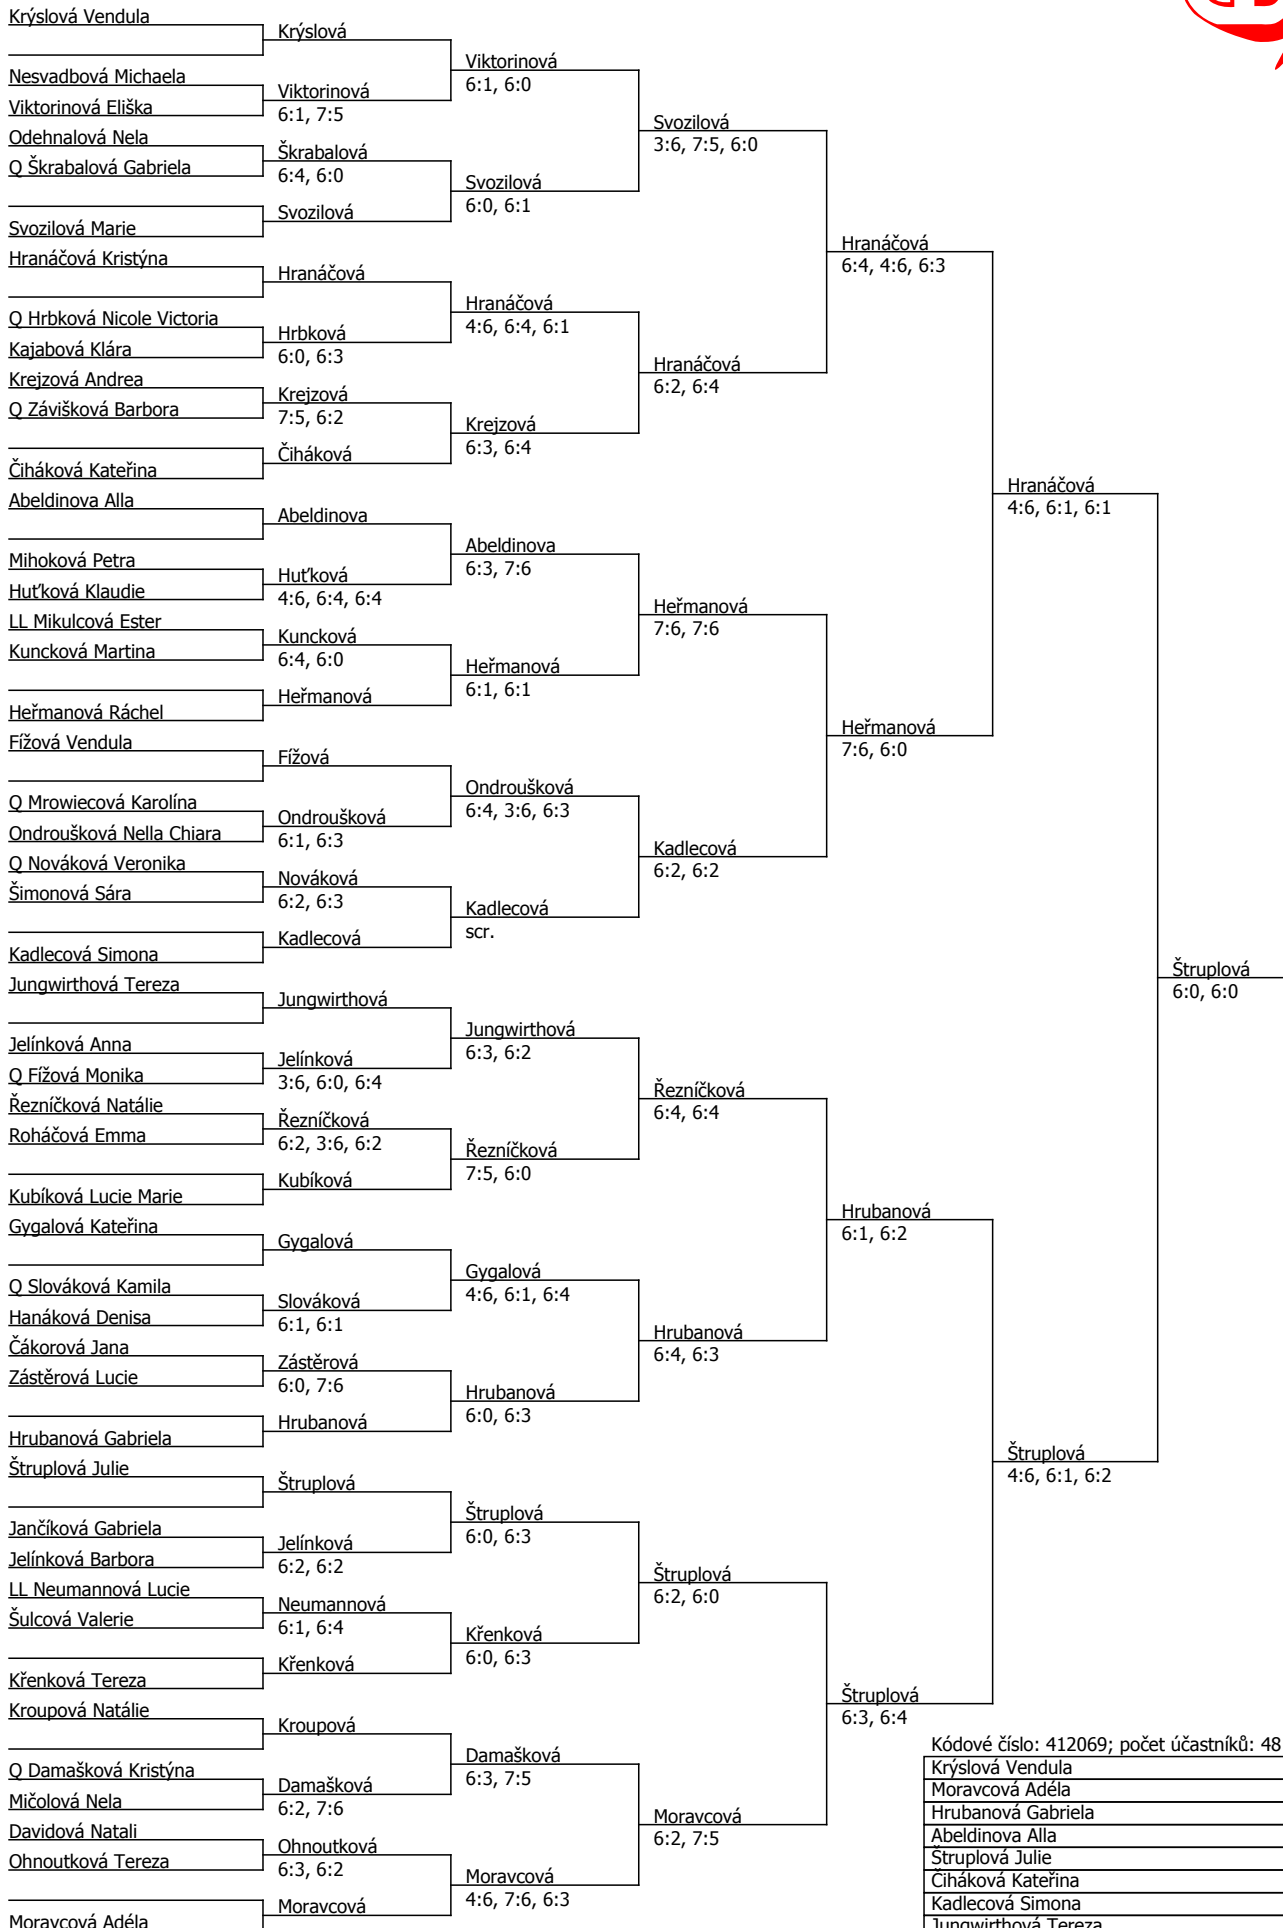 Krýslová Vendula
Nesvadbová Michaela
Viktorinová Eliška
Odehnalová Nela
Q Škrabalová Gabriela
Svozilová Marie
Hranáčová Kristýna
Q Hrbková Nicole Victoria
Kajabová Klára
Krejzová Andrea
Q Závišková Barbora
Čiháková Kateřina
Abeldinova Alla
Mihoková Petra
Huťková Klaudie
LL Mikulcová Ester
Kuncková Martina
Heřmanová Ráchel
Fížová Vendula
Q Mrowiecová Karolína
Ondroušková Nella Chiara
Q Nováková Veronika
Šimonová Sára
Kadlecová Simona
Jungwirthová Tereza
Jelínková Anna
Q Fížová Monika
Řezníčková Natálie
Roháčová Emma
Kubíková Lucie Marie
Gygalová Kateřina
Q Slováková Kamila
Hanáková Denisa
Čákorová Jana
Zástěrová Lucie
Hrubanová Gabriela
Štruplová Julie
Jančíková Gabriela
Jelínková Barbora
LL Neumannová Lucie
Šulcová Valerie
Křenková Tereza
Kroupová Natálie
Q Damašková Kristýna
Mičolová Nela
Davidová Natali
Ohnoutková Tereza
Moravcová Adéla
Krýslová
Viktorinová
6:1, 7:5
Škrabalová
6:4, 6:0
Svozilová
Hranáčová
Hrbková
6:0, 6:3
Krejzová
7:5, 6:2
Čiháková
Abeldinova
Huťková
4:6, 6:4, 6:4
Kuncková
6:4, 6:0
Heřmanová
Fížová
Ondroušková
6:1, 6:3
Nováková
6:2, 6:3
Kadlecová
Jungwirthová
Jelínková
3:6, 6:0, 6:4
Řezníčková
6:2, 3:6, 6:2
Kubíková
Gygalová
Slováková
6:1, 6:1
Zástěrová
6:0, 7:6
Hrubanová
Štruplová
Jelínková
6:2, 6:2
Neumannová
6:1, 6:4
Křenková
Kroupová
Damašková
6:2, 7:6
Ohnoutková
6:3, 6:2
Moravcová
Viktorinová
6:1, 6:0
Svozilová
6:0, 6:1
Hranáčová
4:6, 6:4, 6:1
Krejzová
6:3, 6:4
Abeldinova
6:3, 7:6
Heřmanová
6:1, 6:1
Ondroušková
6:4, 3:6, 6:3
Kadlecová
scr.
Jungwirthová
6:3, 6:2
Řezníčková
7:5, 6:0
Gygalová
4:6, 6:1, 6:4
Hrubanová
6:0, 6:3
Štruplová
6:0, 6:3
Křenková
6:0, 6:3
Damašková
6:3, 7:5
Moravcová
4:6, 7:6, 6:3
Svozilová
3:6, 7:5, 6:0
Hranáčová
6:2, 6:4
Heřmanová
7:6, 7:6
Kadlecová
6:2, 6:2
Řezníčková
6:4, 6:4
Hrubanová
6:4, 6:3
Štruplová
6:2, 6:0
Moravcová
6:2, 7:5
Hranáčová
6:4, 4:6, 6:3
Heřmanová
7:6, 6:0
Hrubanová
6:1, 6:2
Štruplová
6:3, 6:4
Hranáčová
4:6, 6:1, 6:1
Štruplová
4:6, 6:1, 6:2
Štruplová
6:0, 6:0
Kódové číslo: 412069; počet účastníků: 48
Krýslová Vendula
Moravcová Adéla
Hrubanová Gabriela
Abeldinova Alla
Štruplová Julie
Čiháková Kateřina
Kadlecová Simona
Jungwirthová Tereza